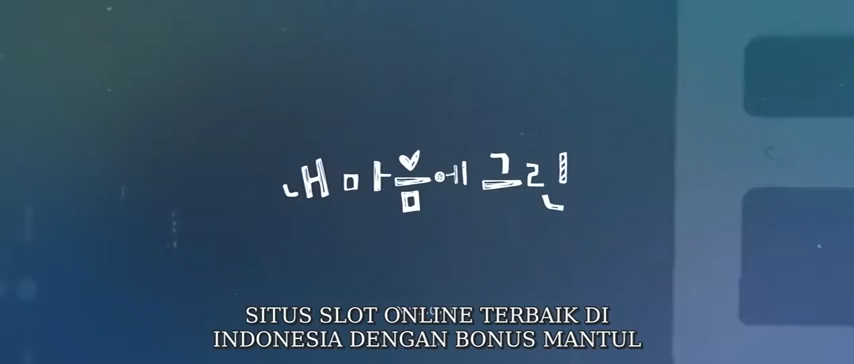 내 마음에 그린
SITUS SLOT ONLINE TERBAIK DI
INDONESIA DENGAN BONUS MANTUL